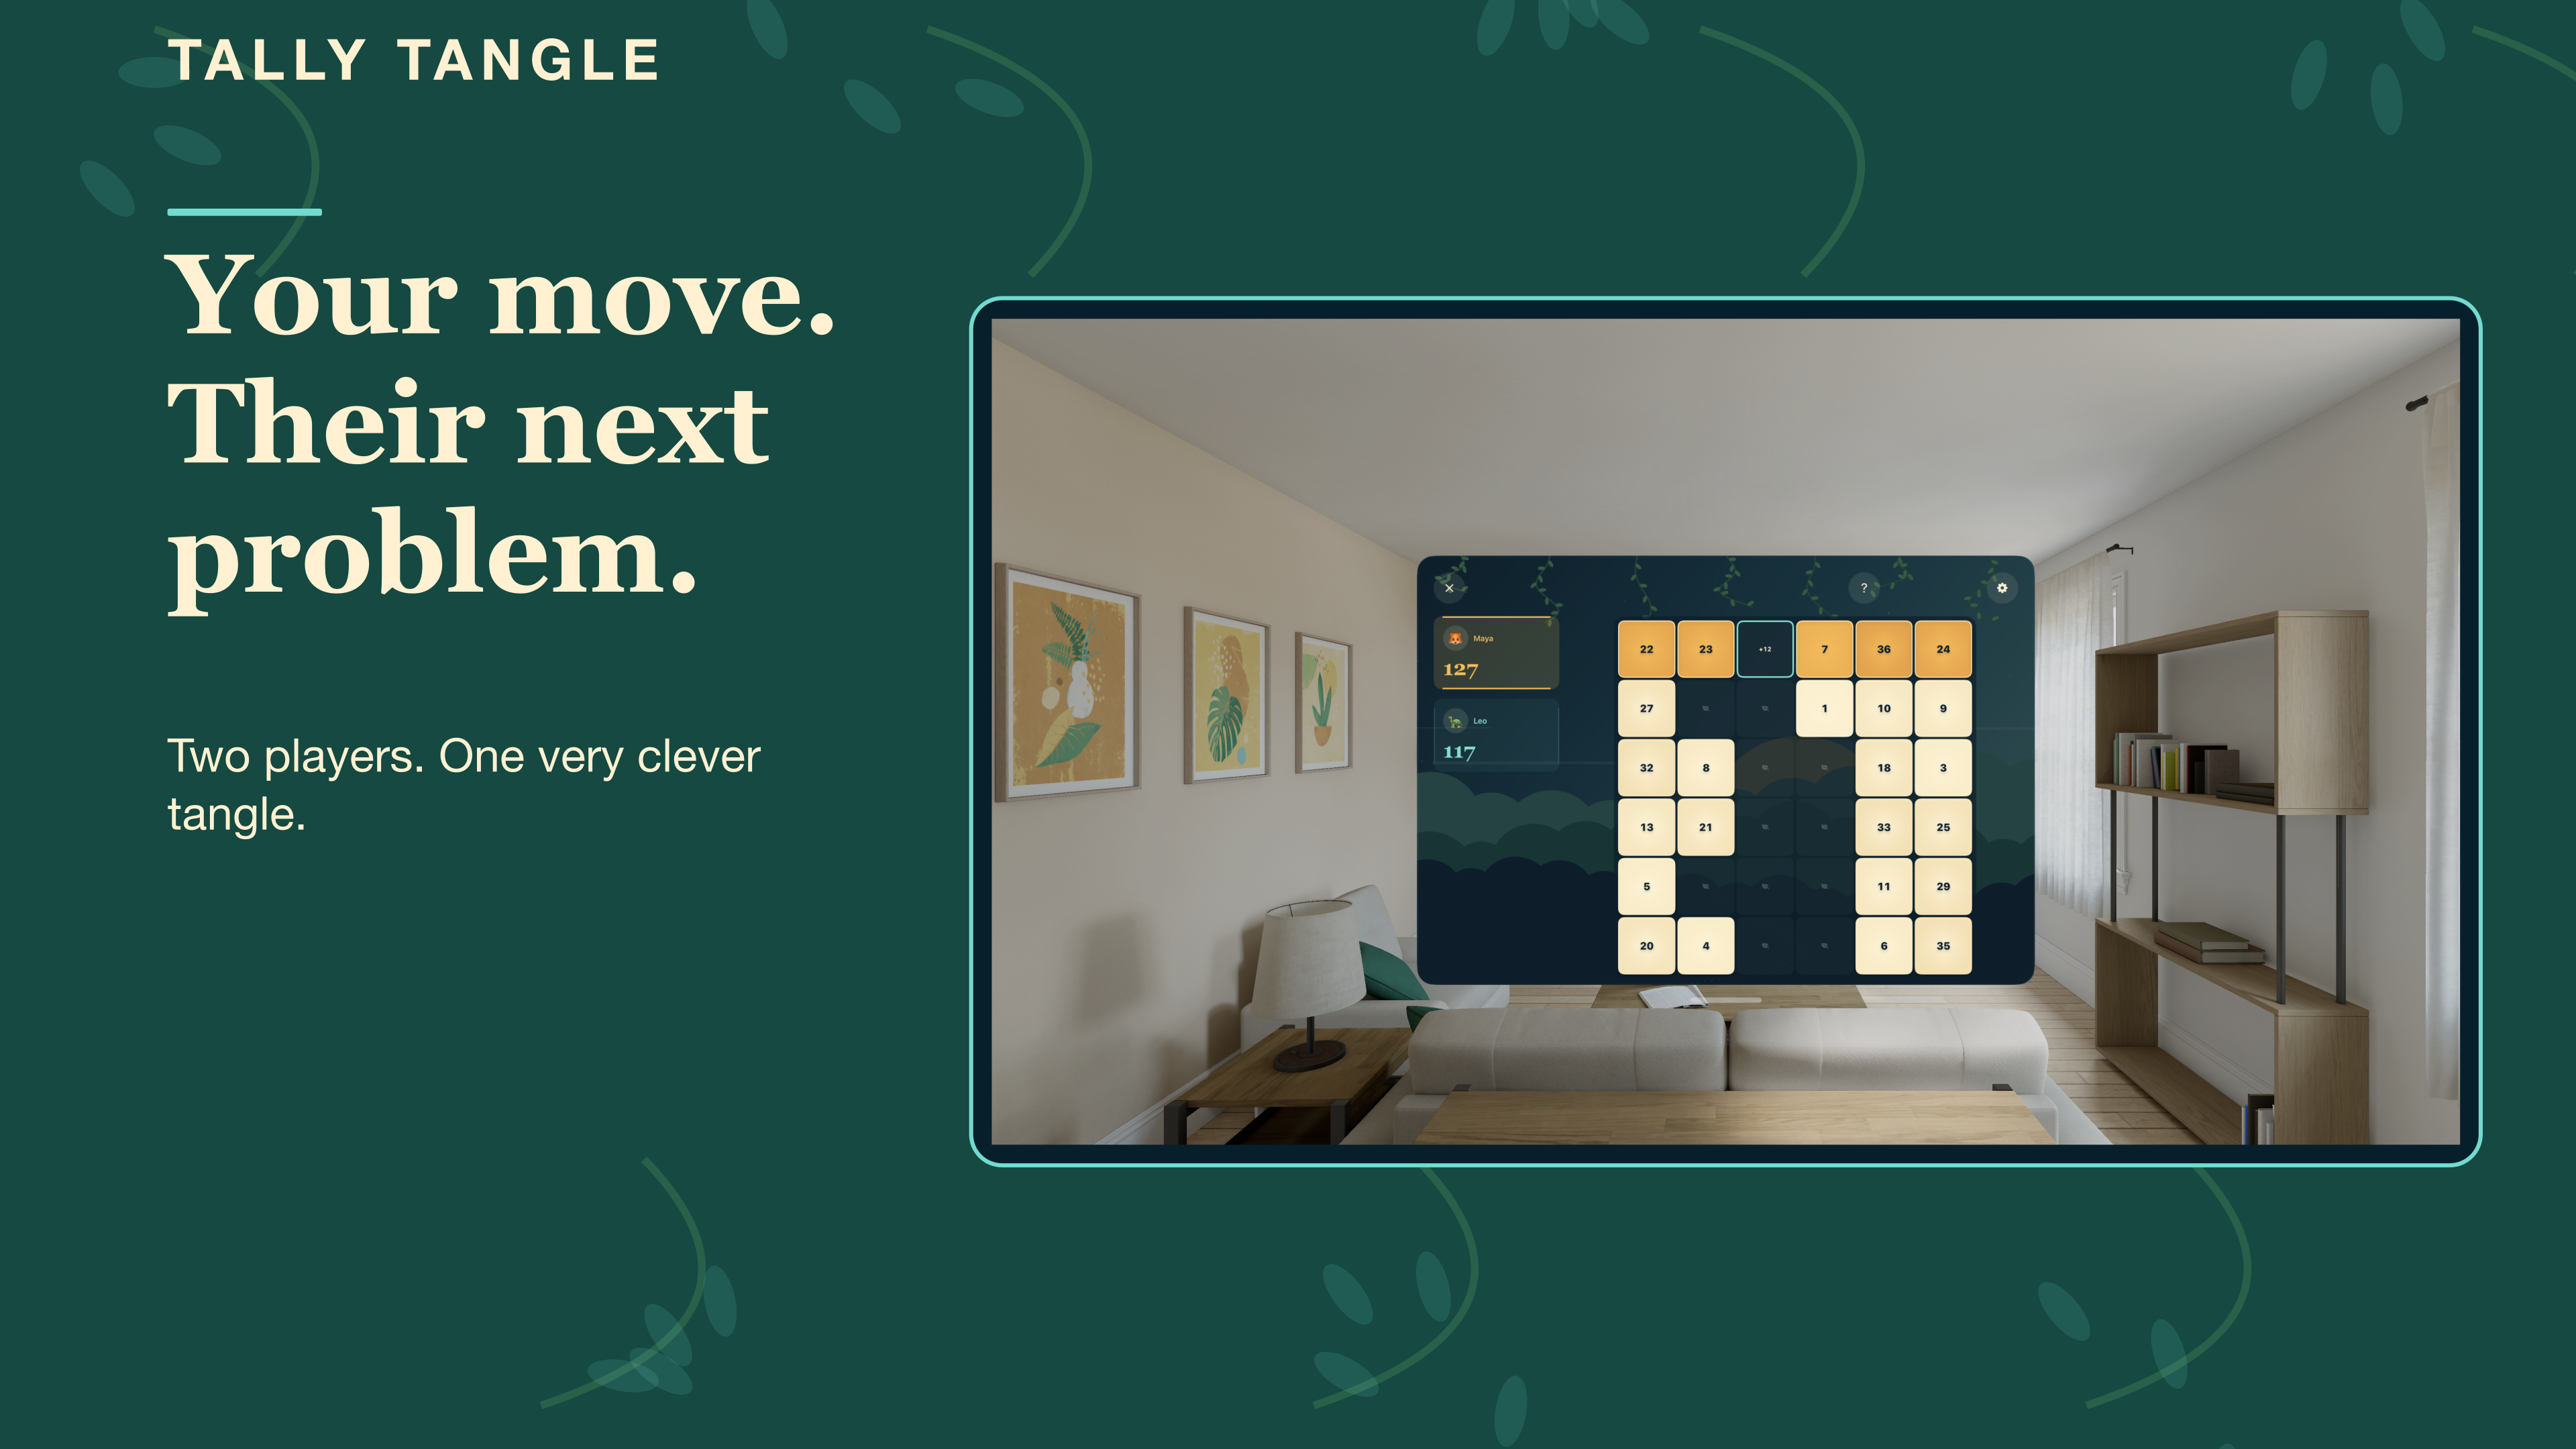 TALLY TANGLE
Your move.
Their next
problem.
Two players. One very clever
tangle.
?
Maya
127
Leo
117
22 23 +12 7 36 24
27 1 10 9
32 8 18 3
13 21 33 25
5 11 29
20 4 6 35